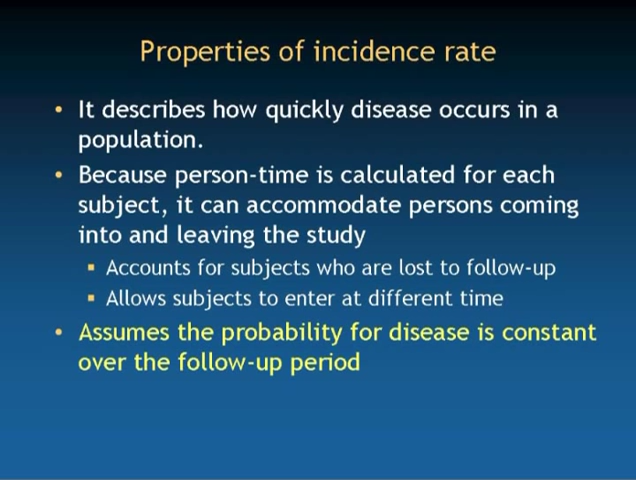 Properties of incidence rate
• It describes how quickly disease occurs in a
population.
• Because person-time is calculated for each
subject, it can accommodate persons coming
into and leaving the study
▪ Accounts for subjects who are lost to follow-up
▪ Allows subjects to enter at different time
• Assumes the probability for disease is constant
over the follow-up period